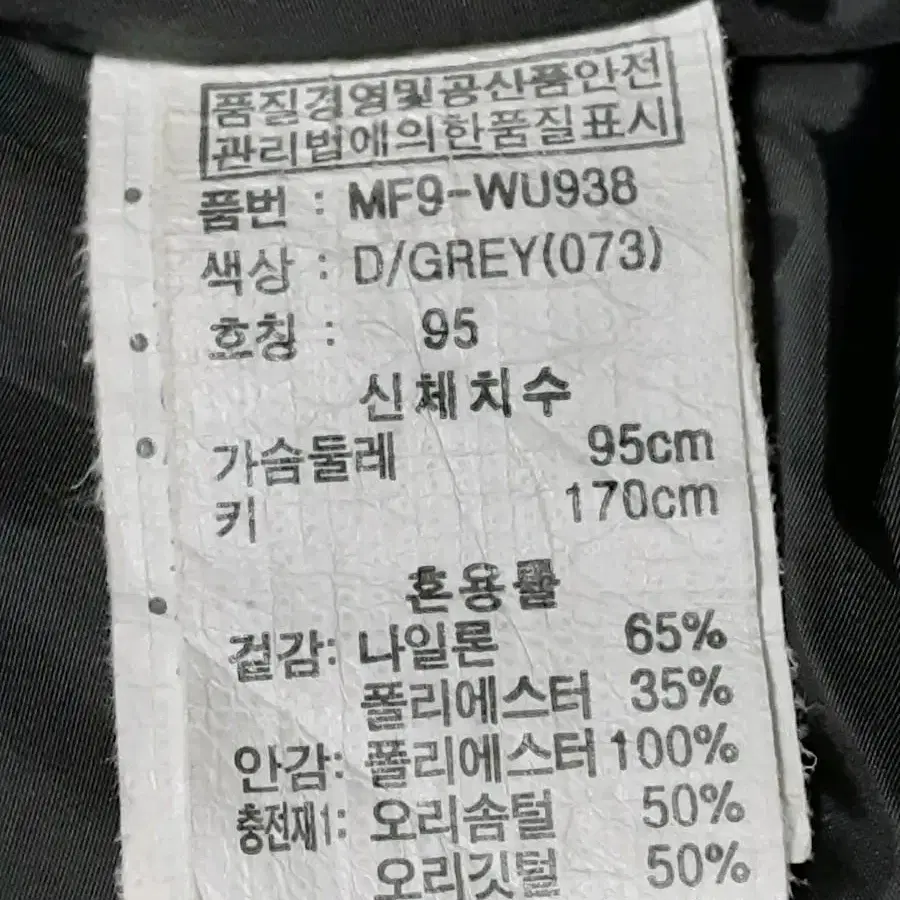 품질경영및공산품안전
관리법에의한품질표시
품번 : MF9-WU938
색상 : D/GREY(073)
호칭 : 95
신체치수
가슴둘레 95cm
키 170cm
혼용률
겉감: 나일론 65%
폴리에스터 35%
안감: 폴리에스터 100%
충전재1: 오리솜털 50%
오리깃털 50%